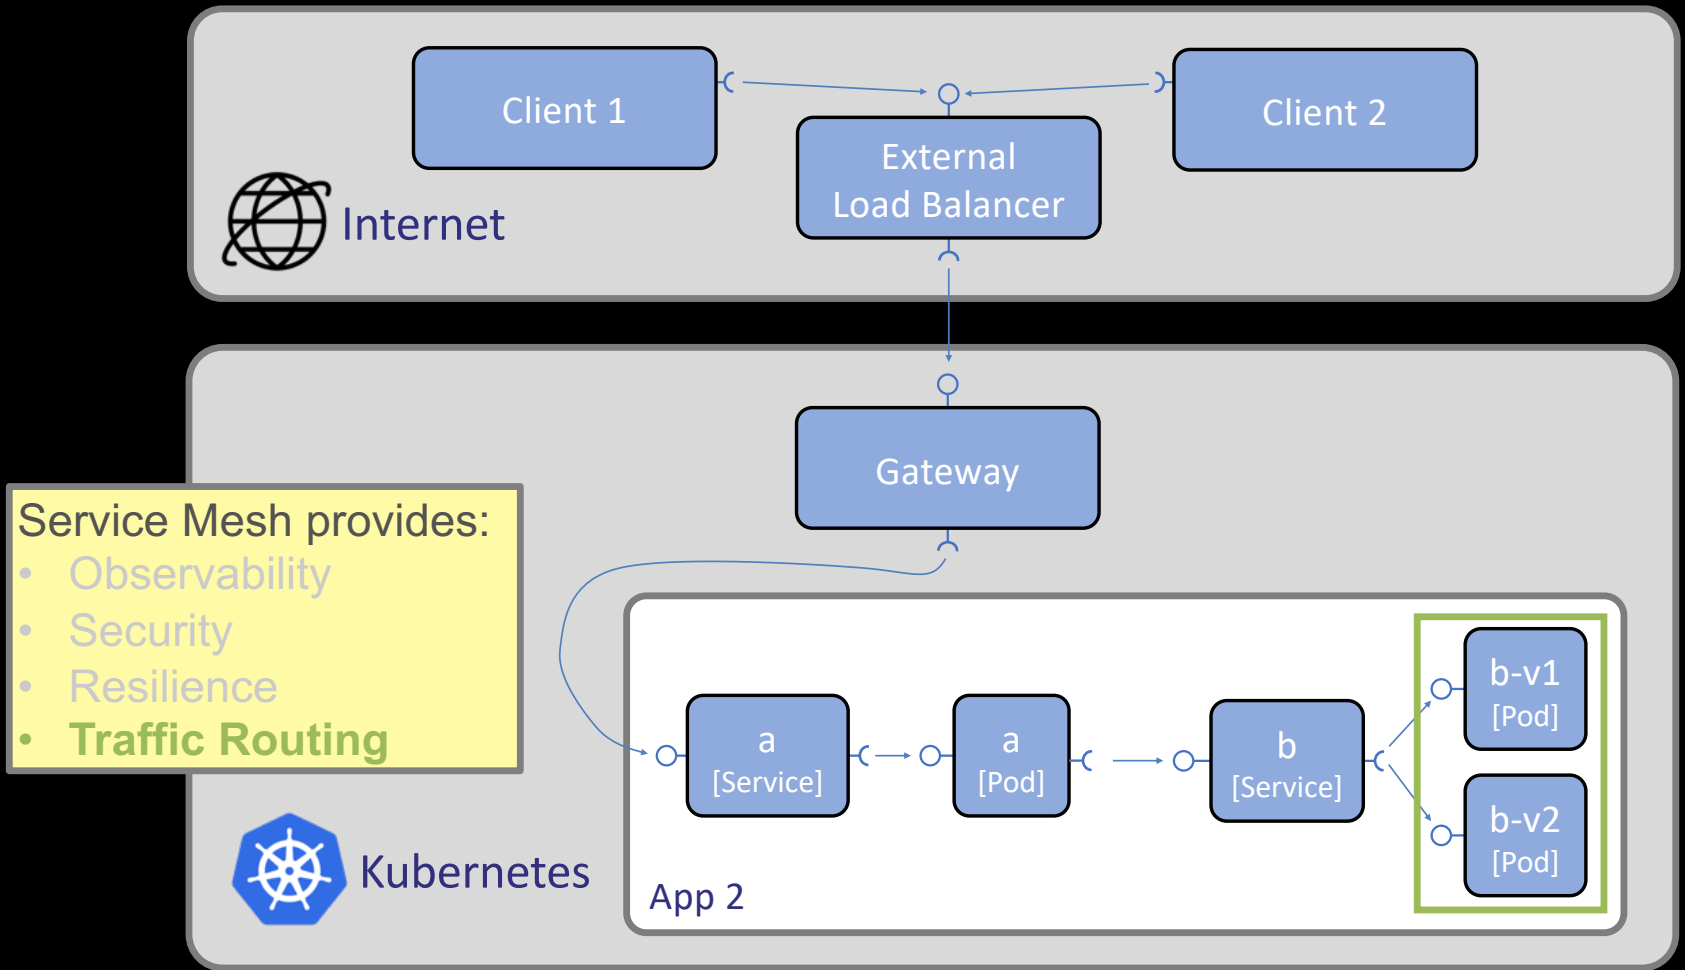 Client 1
Client 2
External
Load Balancer
Internet
Gateway
Service Mesh provides:
• Observability
• Security
• Resilience
• Traffic Routing
a
[Service]
a
[Pod]
b
[Service]
b-v1
[Pod]
b-v2
[Pod]
App 2
Kubernetes